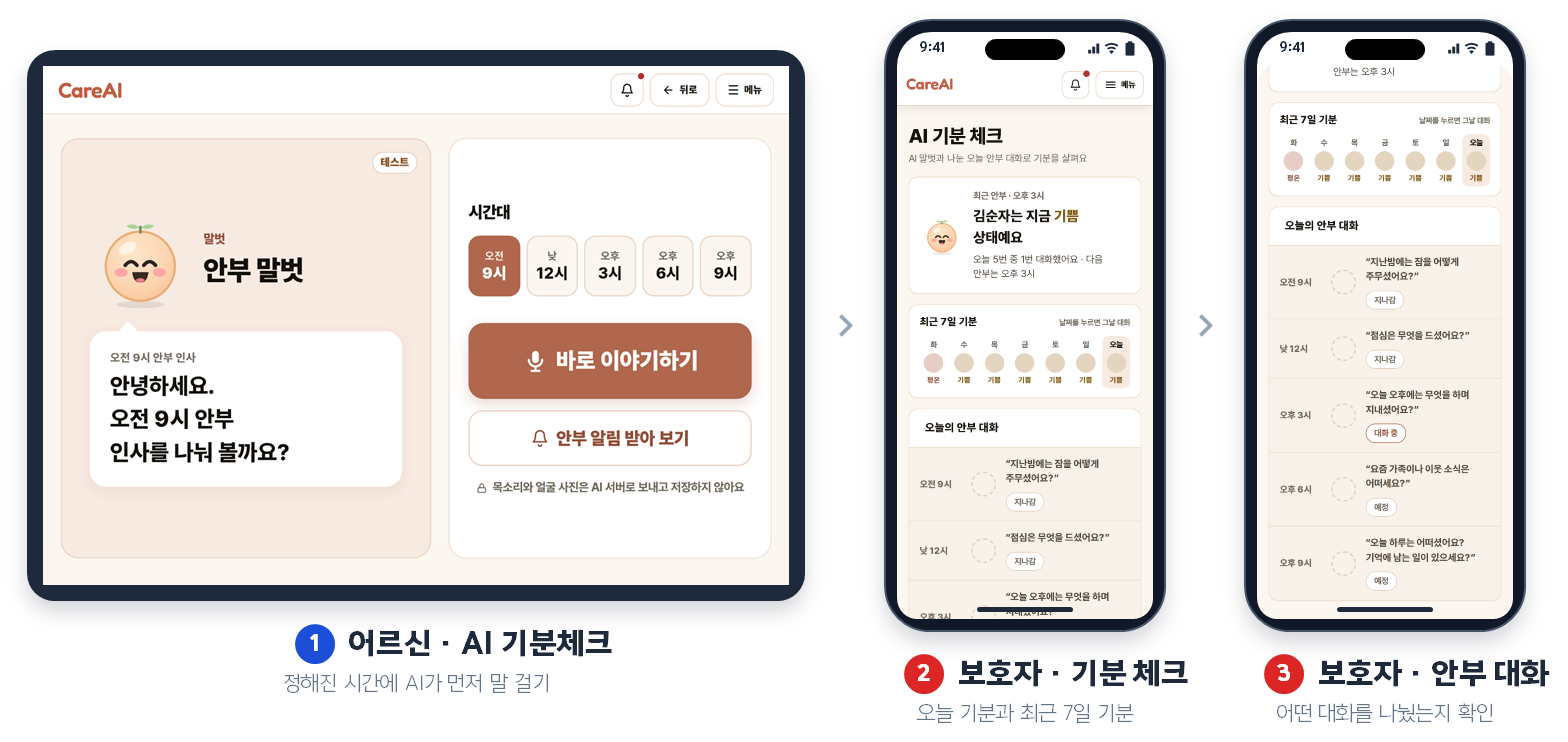 CareAI
뒤로
메뉴
테스트
말벗
안부 말벗
오전 9시 안부 인사
안녕하세요.
오전 9시 안부
인사를 나눠 볼까요?
시간대
오전 낮 오후 오후 오후
9시 12시 3시 6시 9시
바로 이야기하기
안부 알림 받아 보기
목소리와 얼굴 사진은 AI 서버로 보내고 저장하지 않아요
1 어르신 · AI 기분체크
정해진 시간에 AI가 먼저 말 걸기
9:41
CareAI
메뉴
AI 기분 체크
AI 말벗과 나눈 오늘 안부 대화로 기분을 살펴요
최근 안부 · 오후 3시
김순자는 지금 기쁨
상태예요
오늘 5번 중 1번 대화했어요 · 다음
안부는 오후 3시
최근 7일 기분 날짜를 누르면 그날 대화
화 수 목 금 토 일 오늘
평온 기쁨 기쁨 기쁨 기쁨 기쁨 기쁨
오늘의 안부 대화
오전 9시
“지난밤에는 잠을 어떻게
주무셨어요?”
지나감
낮 12시
“점심은 무엇을 드셨어요?”
지나감
오후 3시
“오늘 오후에는 무엇을 하며
지내셨어요?”
2 보호자 · 기분 체크
오늘 기분과 최근 7일 기분
9:41
안부는 오후 3시
최근 7일 기분 날짜를 누르면 그날 대화
화 수 목 금 토 일 오늘
평온 기쁨 기쁨 기쁨 기쁨 기쁨 기쁨
오늘의 안부 대화
오전 9시
“지난밤에는 잠을 어떻게
주무셨어요?”
지나감
낮 12시
“점심은 무엇을 드셨어요?”
지나감
오후 3시
“오늘 오후에는 무엇을 하며
지내셨어요?”
대화 중
오후 6시
“요즘 가족이나 이웃 소식은
어떠세요?”
예정
오후 9시
“오늘 하루는 어떠셨어요?
기억에 남는 일이 있으세요?”
예정
3 보호자 · 안부 대화
어떤 대화를 나눴는지 확인